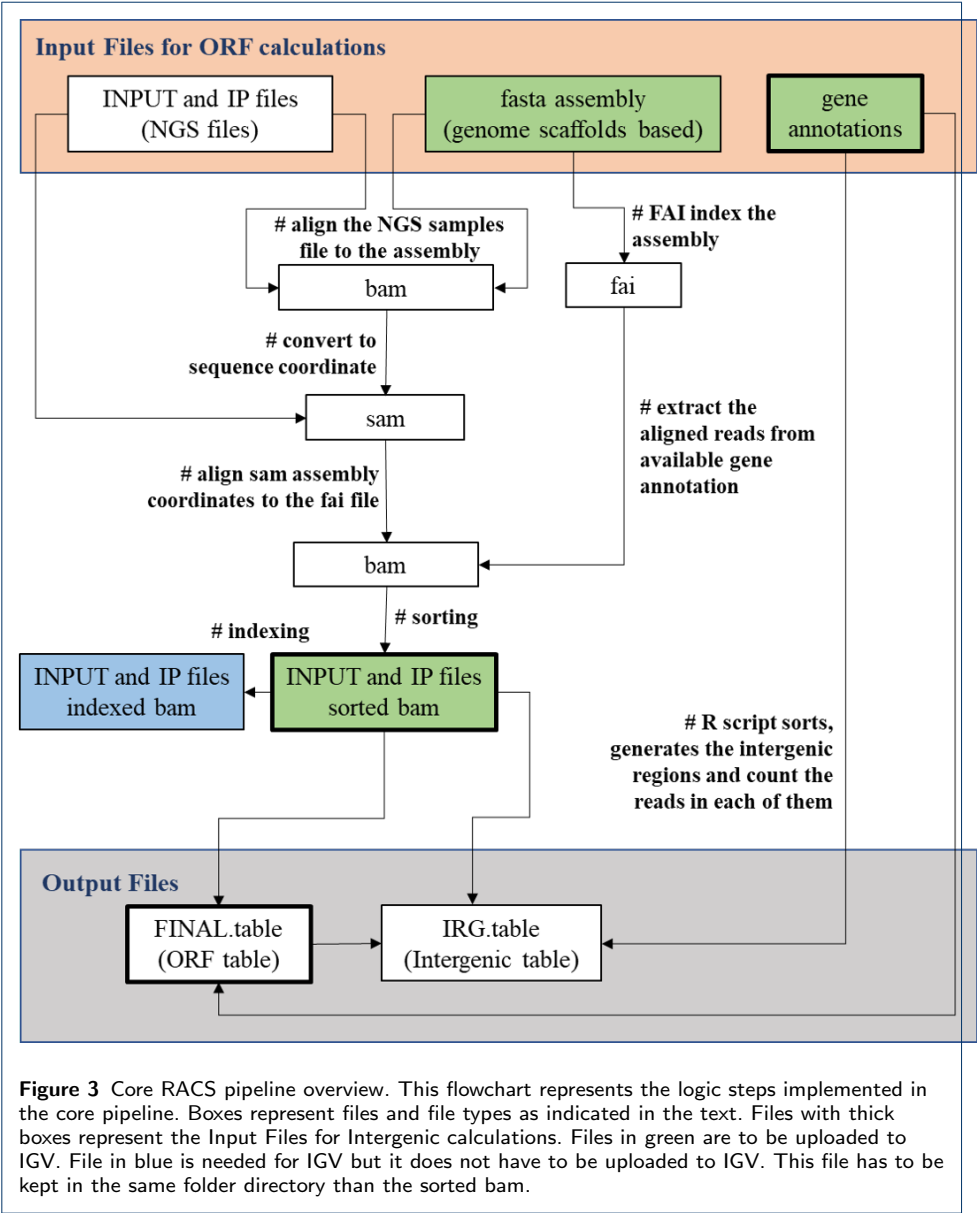 Input Files for ORF calculations
INPUT and IP files
(NGS files)
fasta assembly
(genome scaffolds based)
gene
annotations
# align the NGS samples
file to the assembly
# FAI index the
assembly
bam
fai
# convert to
sequence coordinate
sam
# extract the
aligned reads from
available gene
annotation
# align sam assembly
coordinates to the fai file
bam
# sorting
# indexing
INPUT and IP files
indexed bam
INPUT and IP files
sorted bam
# R script sorts,
generates the intergenic
regions and count the
reads in each of them
Output Files
FINAL.table
(ORF table)
IRG.table
(Intergenic table)
Figure 3 Core RACS pipeline overview. This flowchart represents the logic steps implemented in
the core pipeline. Boxes represent files and file types as indicated in the text. Files with thick
boxes represent the Input Files for Intergenic calculations. Files in green are to be uploaded to
IGV. File in blue is needed for IGV but it does not have to be uploaded to IGV. This file has to be
kept in the same folder directory than the sorted bam.